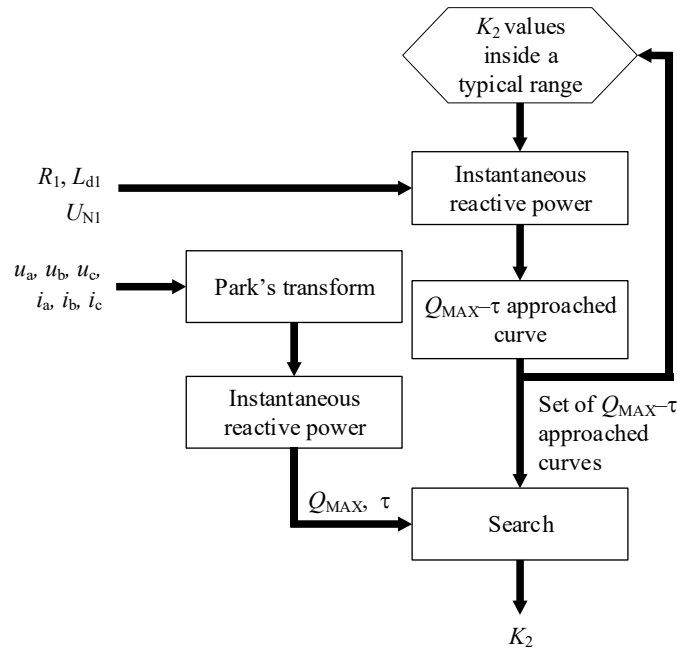 K2 values
inside a
typical range
R1, Ld1
UN1
Instantaneous
reactive power
ua, ub, uc,
ia, ib, ic
Park's transform
QMAX–τ approached
curve
Instantaneous
reactive power
Set of QMAX–τ
approached
curves
QMAX, τ
Search
K2